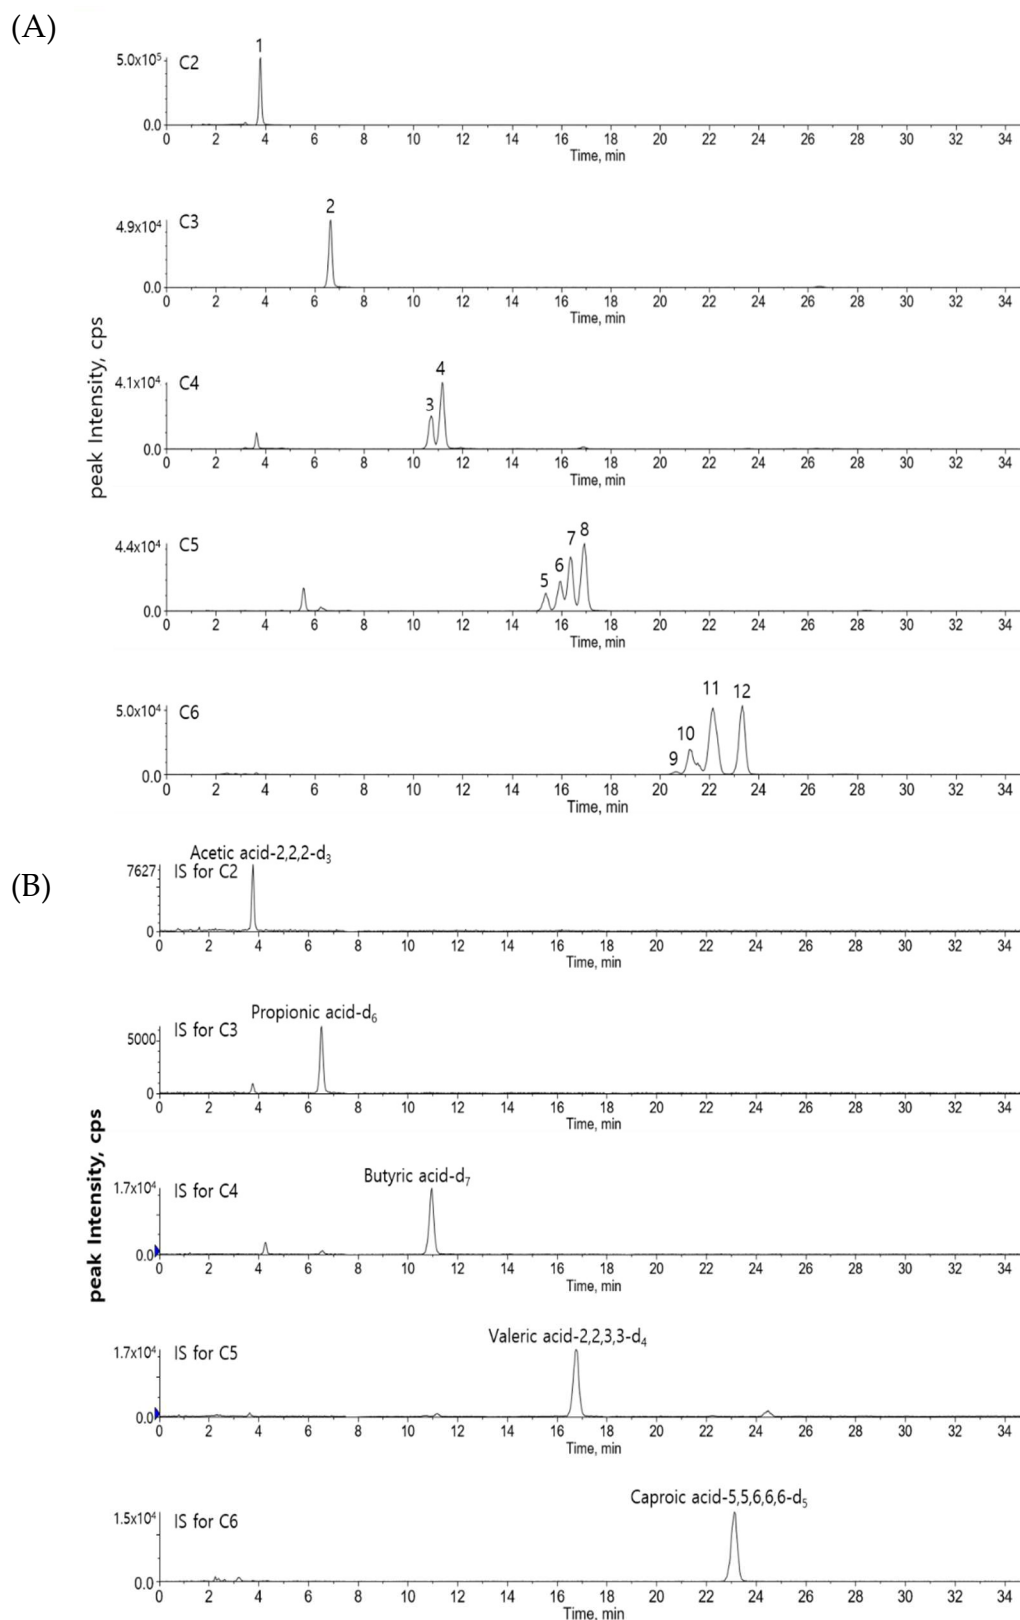 (A)
peak Intensity, cps
1
5.0x10⁵
C2
0.0
0 2 4 6 8 10 12 14 16 18 20 22 24 26 28 30 32 34
Time, min
2
4.9x10⁴
C3
0.0
0 2 4 6 8 10 12 14 16 18 20 22 24 26 28 30 32 34
Time, min
4
3
4.1x10⁴
C4
0.0
0 2 4 6 8 10 12 14 16 18 20 22 24 26 28 30 32 34
Time, min
5 6 7 8
4.4x10⁴
C5
0.0
0 2 4 6 8 10 12 14 16 18 20 22 24 26 28 30 32 34
Time, min
9 10 11 12
5.0x10⁴
C6
0.0
0 2 4 6 8 10 12 14 16 18 20 22 24 26 28 30 32 34
Time, min
(B)
peak Intensity, cps
Acetic acid-2,2,2-d₃
7627
IS for C2
0
0 2 4 6 8 10 12 14 16 18 20 22 24 26 28 30 32 34
Time, min
Propionic acid-d₆
5000
IS for C3
0
0 2 4 6 8 10 12 14 16 18 20 22 24 26 28 30 32 34
Time, min
Butyric acid-d₇
1.7x10⁴
IS for C4
0.0
0 2 4 6 8 10 12 14 16 18 20 22 24 26 28 30 32 34
Time, min
Valeric acid-2,2,3,3-d₄
1.7x10⁴
IS for C5
0.0
0 2 4 6 8 10 12 14 16 18 20 22 24 26 28 30 32 34
Time, min
Caproic acid-5,5,6,6,6-d₅
1.5x10⁴
IS for C6
0.0
0 2 4 6 8 10 12 14 16 18 20 22 24 26 28 30 32 34
Time, min